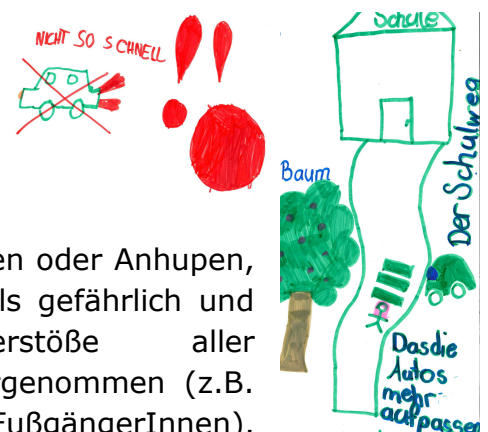 NICHT SO SCHNELL
Schule
Der Schulweg
Baum
en oder Anhupen,
ls gefährlich und
erstöße aller
rgenommen (z.B.
FußgängerInnen).
Dasdie
Autos
mehr
aufpassen